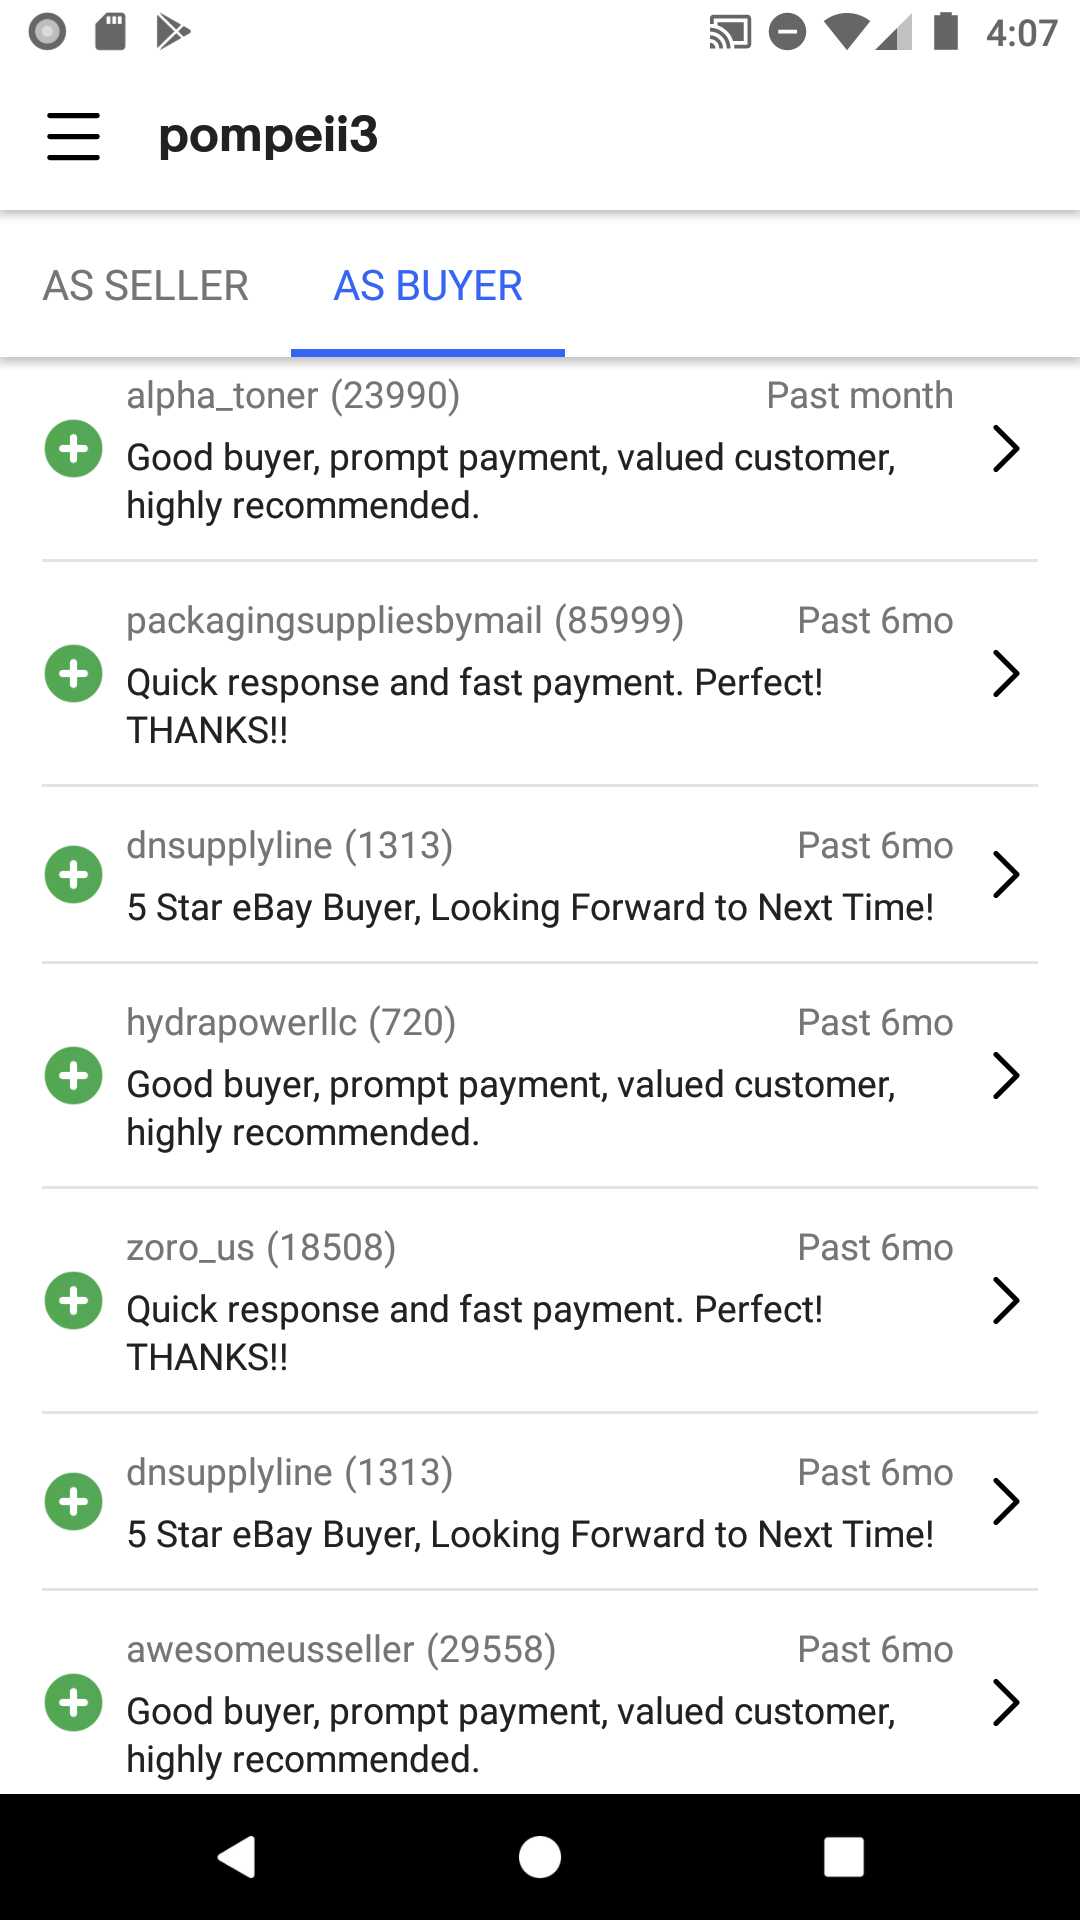 4:07
pompeii3
AS SELLER AS BUYER
alpha_toner (23990) Past month
Good buyer, prompt payment, valued customer,
highly recommended.
packagingsuppliesbymail (85999) Past 6mo
Quick response and fast payment. Perfect!
THANKS!!
dnsupplyline (1313) Past 6mo
5 Star eBay Buyer, Looking Forward to Next Time!
hydrapowerllc (720) Past 6mo
Good buyer, prompt payment, valued customer,
highly recommended.
zoro_us (18508) Past 6mo
Quick response and fast payment. Perfect!
THANKS!!
dnsupplyline (1313) Past 6mo
5 Star eBay Buyer, Looking Forward to Next Time!
awesomeusseller (29558) Past 6mo
Good buyer, prompt payment, valued customer,
highly recommended.